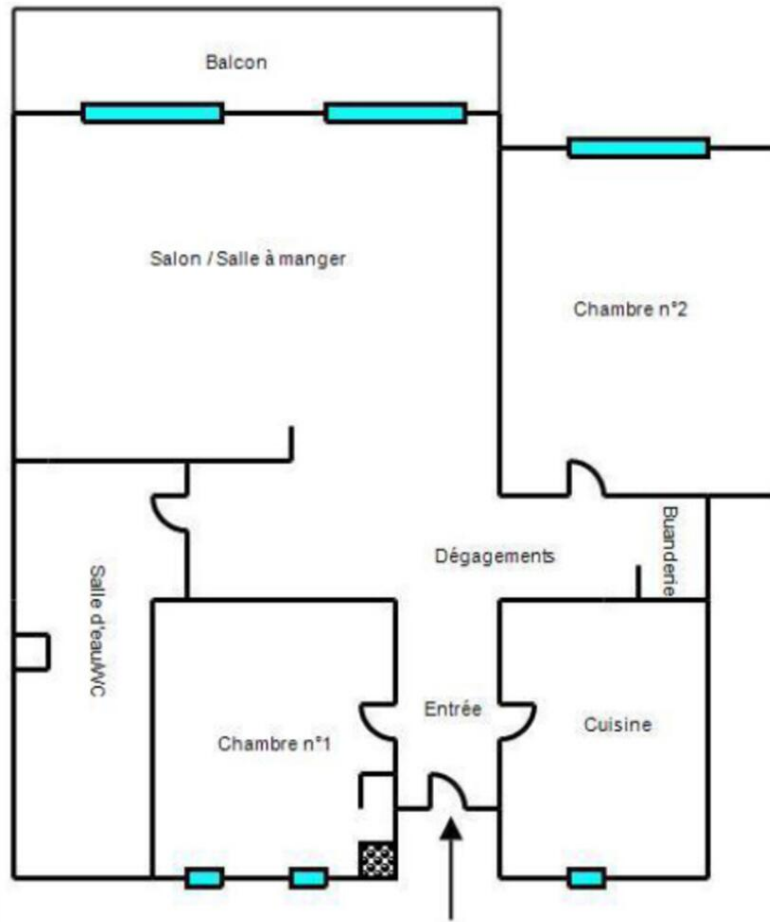 Balcon
Salon / Salle à manger
Chambre n°2
Buanderie
Dégagements
Salle d'eau/WC
Entrée
Cuisine
Chambre n°1